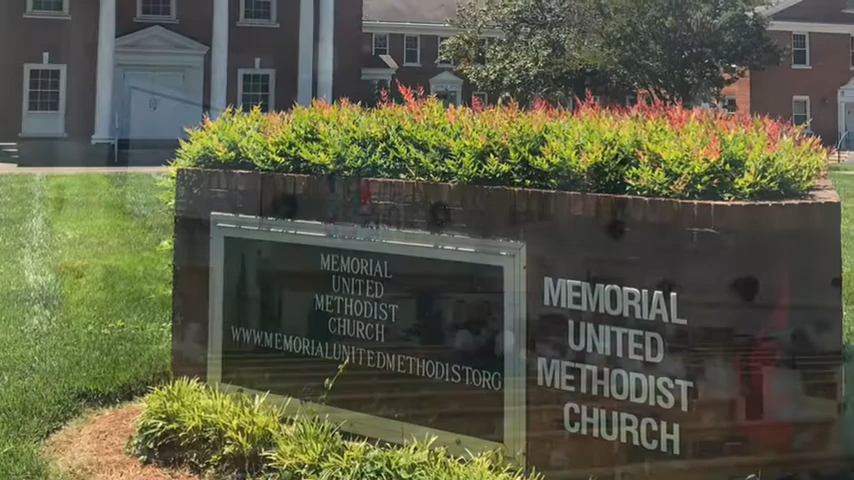 MEMORIAL
UNITED
METHODIST
CHURCH
WWW.MEMORIALUNITEDMETHODIST.ORG
MEMORIAL
UNITED
METHODIST
CHURCH